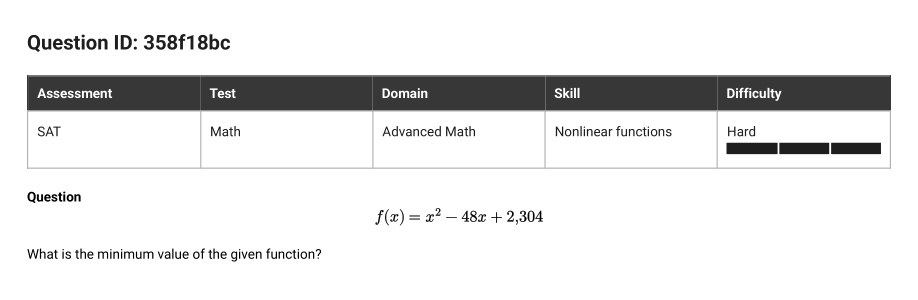 Question ID: 358f18bc
Assessment Test Domain Skill Difficulty
SAT Math Advanced Math Nonlinear functions Hard
Question
f(x) = x² − 48x + 2,304
What is the minimum value of the given function?